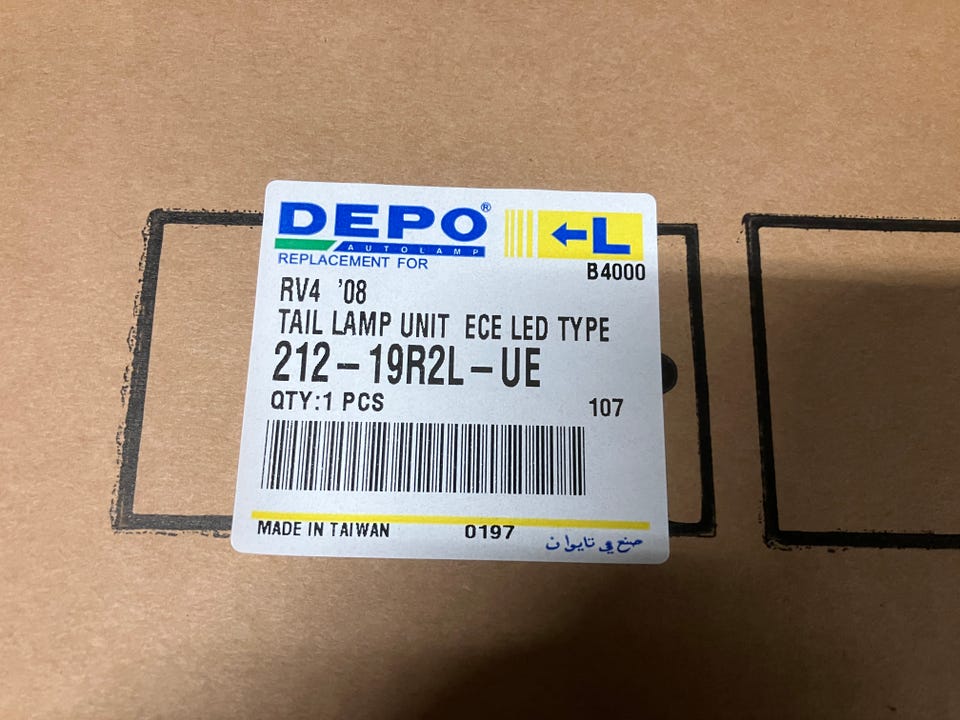 DEPO®
AUTOLAMP
REPLACEMENT FOR
←L
B4000
RV4 '08
TAIL LAMP UNIT ECE LED TYPE
212-19R2L-UE
QTY:1 PCS
107
MADE IN TAIWAN
0197
صنع في تايوان